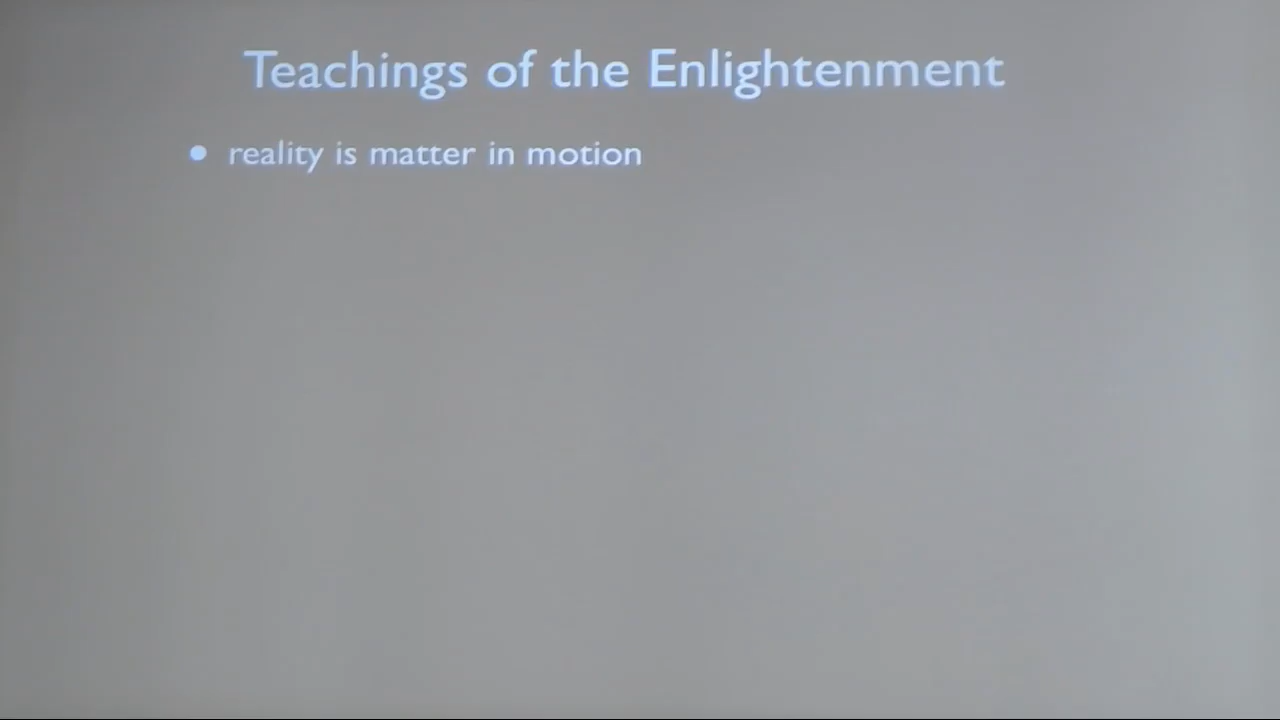 Teachings of the Enlightenment
• reality is matter in motion